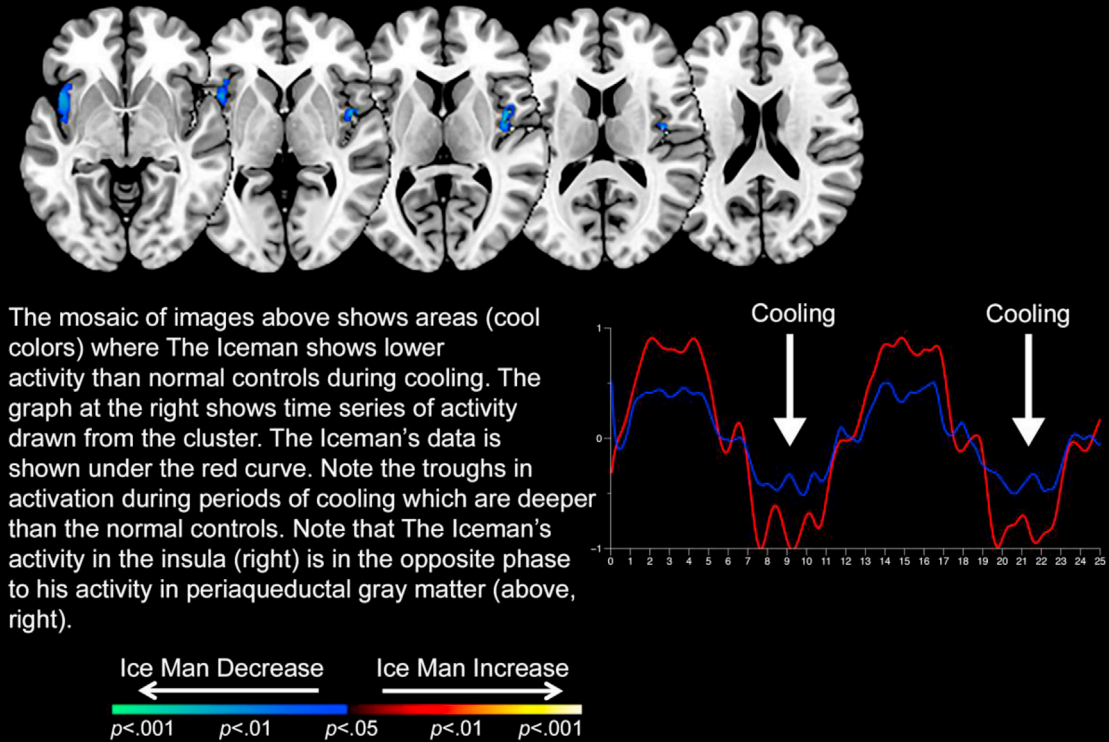 The mosaic of images above shows areas (cool
colors) where The Iceman shows lower
activity than normal controls during cooling. The
graph at the right shows time series of activity
drawn from the cluster. The Iceman’s data is
shown under the red curve. Note the troughs in
activation during periods of cooling which are deeper
than the normal controls. Note that The Iceman’s
activity in the insula (right) is in the opposite phase
to his activity in periaqueductal gray matter (above,
right).
Cooling Cooling
1
0
-1
0 1 2 3 4 5 6 7 8 9 10 11 12 13 14 15 16 17 18 19 20 21 22 23 24 25
Ice Man Decrease Ice Man Increase
p<.001 p<.01 p<.05 p<.01 p<.001